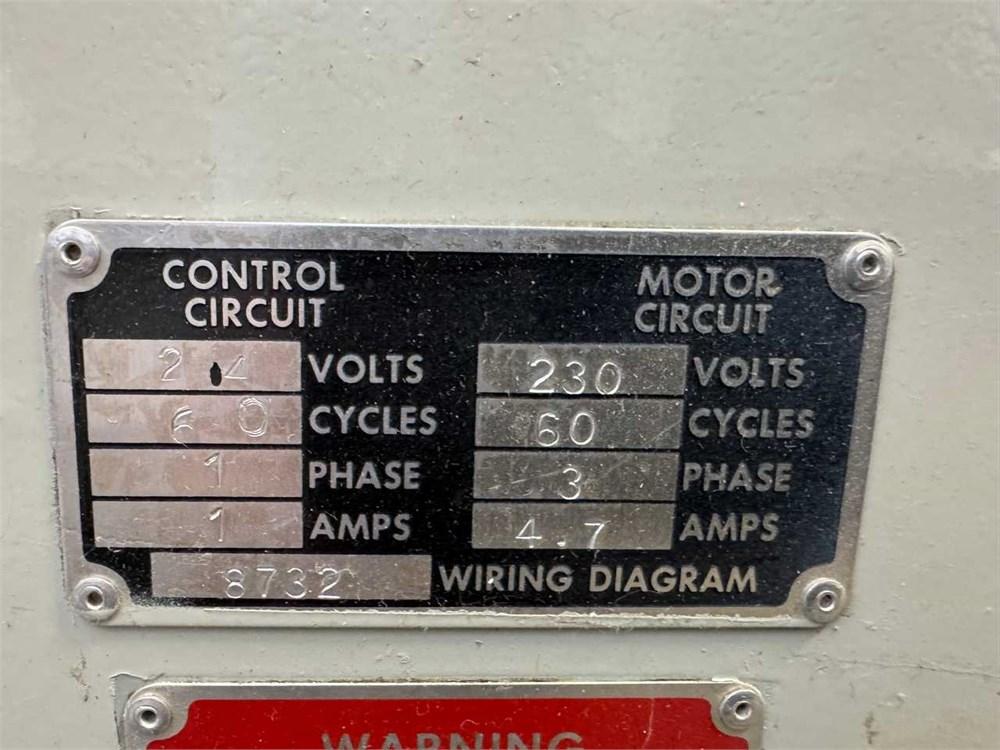 CONTROL CIRCUIT
24 VOLTS
60 CYCLES
1 PHASE
1 AMPS
MOTOR CIRCUIT
230 VOLTS
60 CYCLES
3 PHASE
4.7 AMPS
8732 WIRING DIAGRAM
WARNING